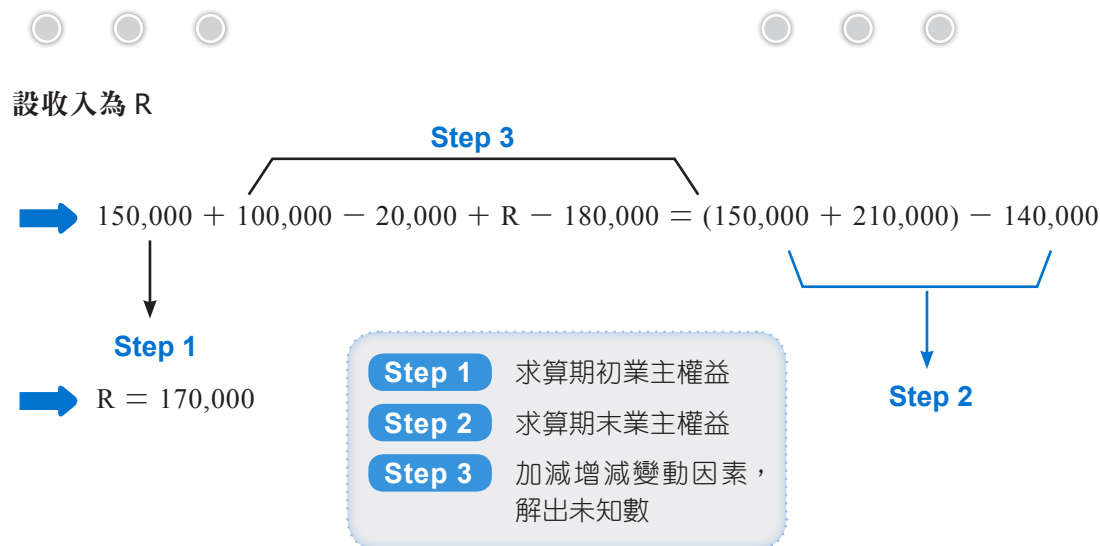 設收入為 R
Step 3
150,000 + 100,000 − 20,000 + R − 180,000 = (150,000 + 210,000) − 140,000
Step 1
R = 170,000
Step 1 求算期初業主權益
Step 2 求算期末業主權益
Step 3 加減增減變動因素，
解出未知數
Step 2